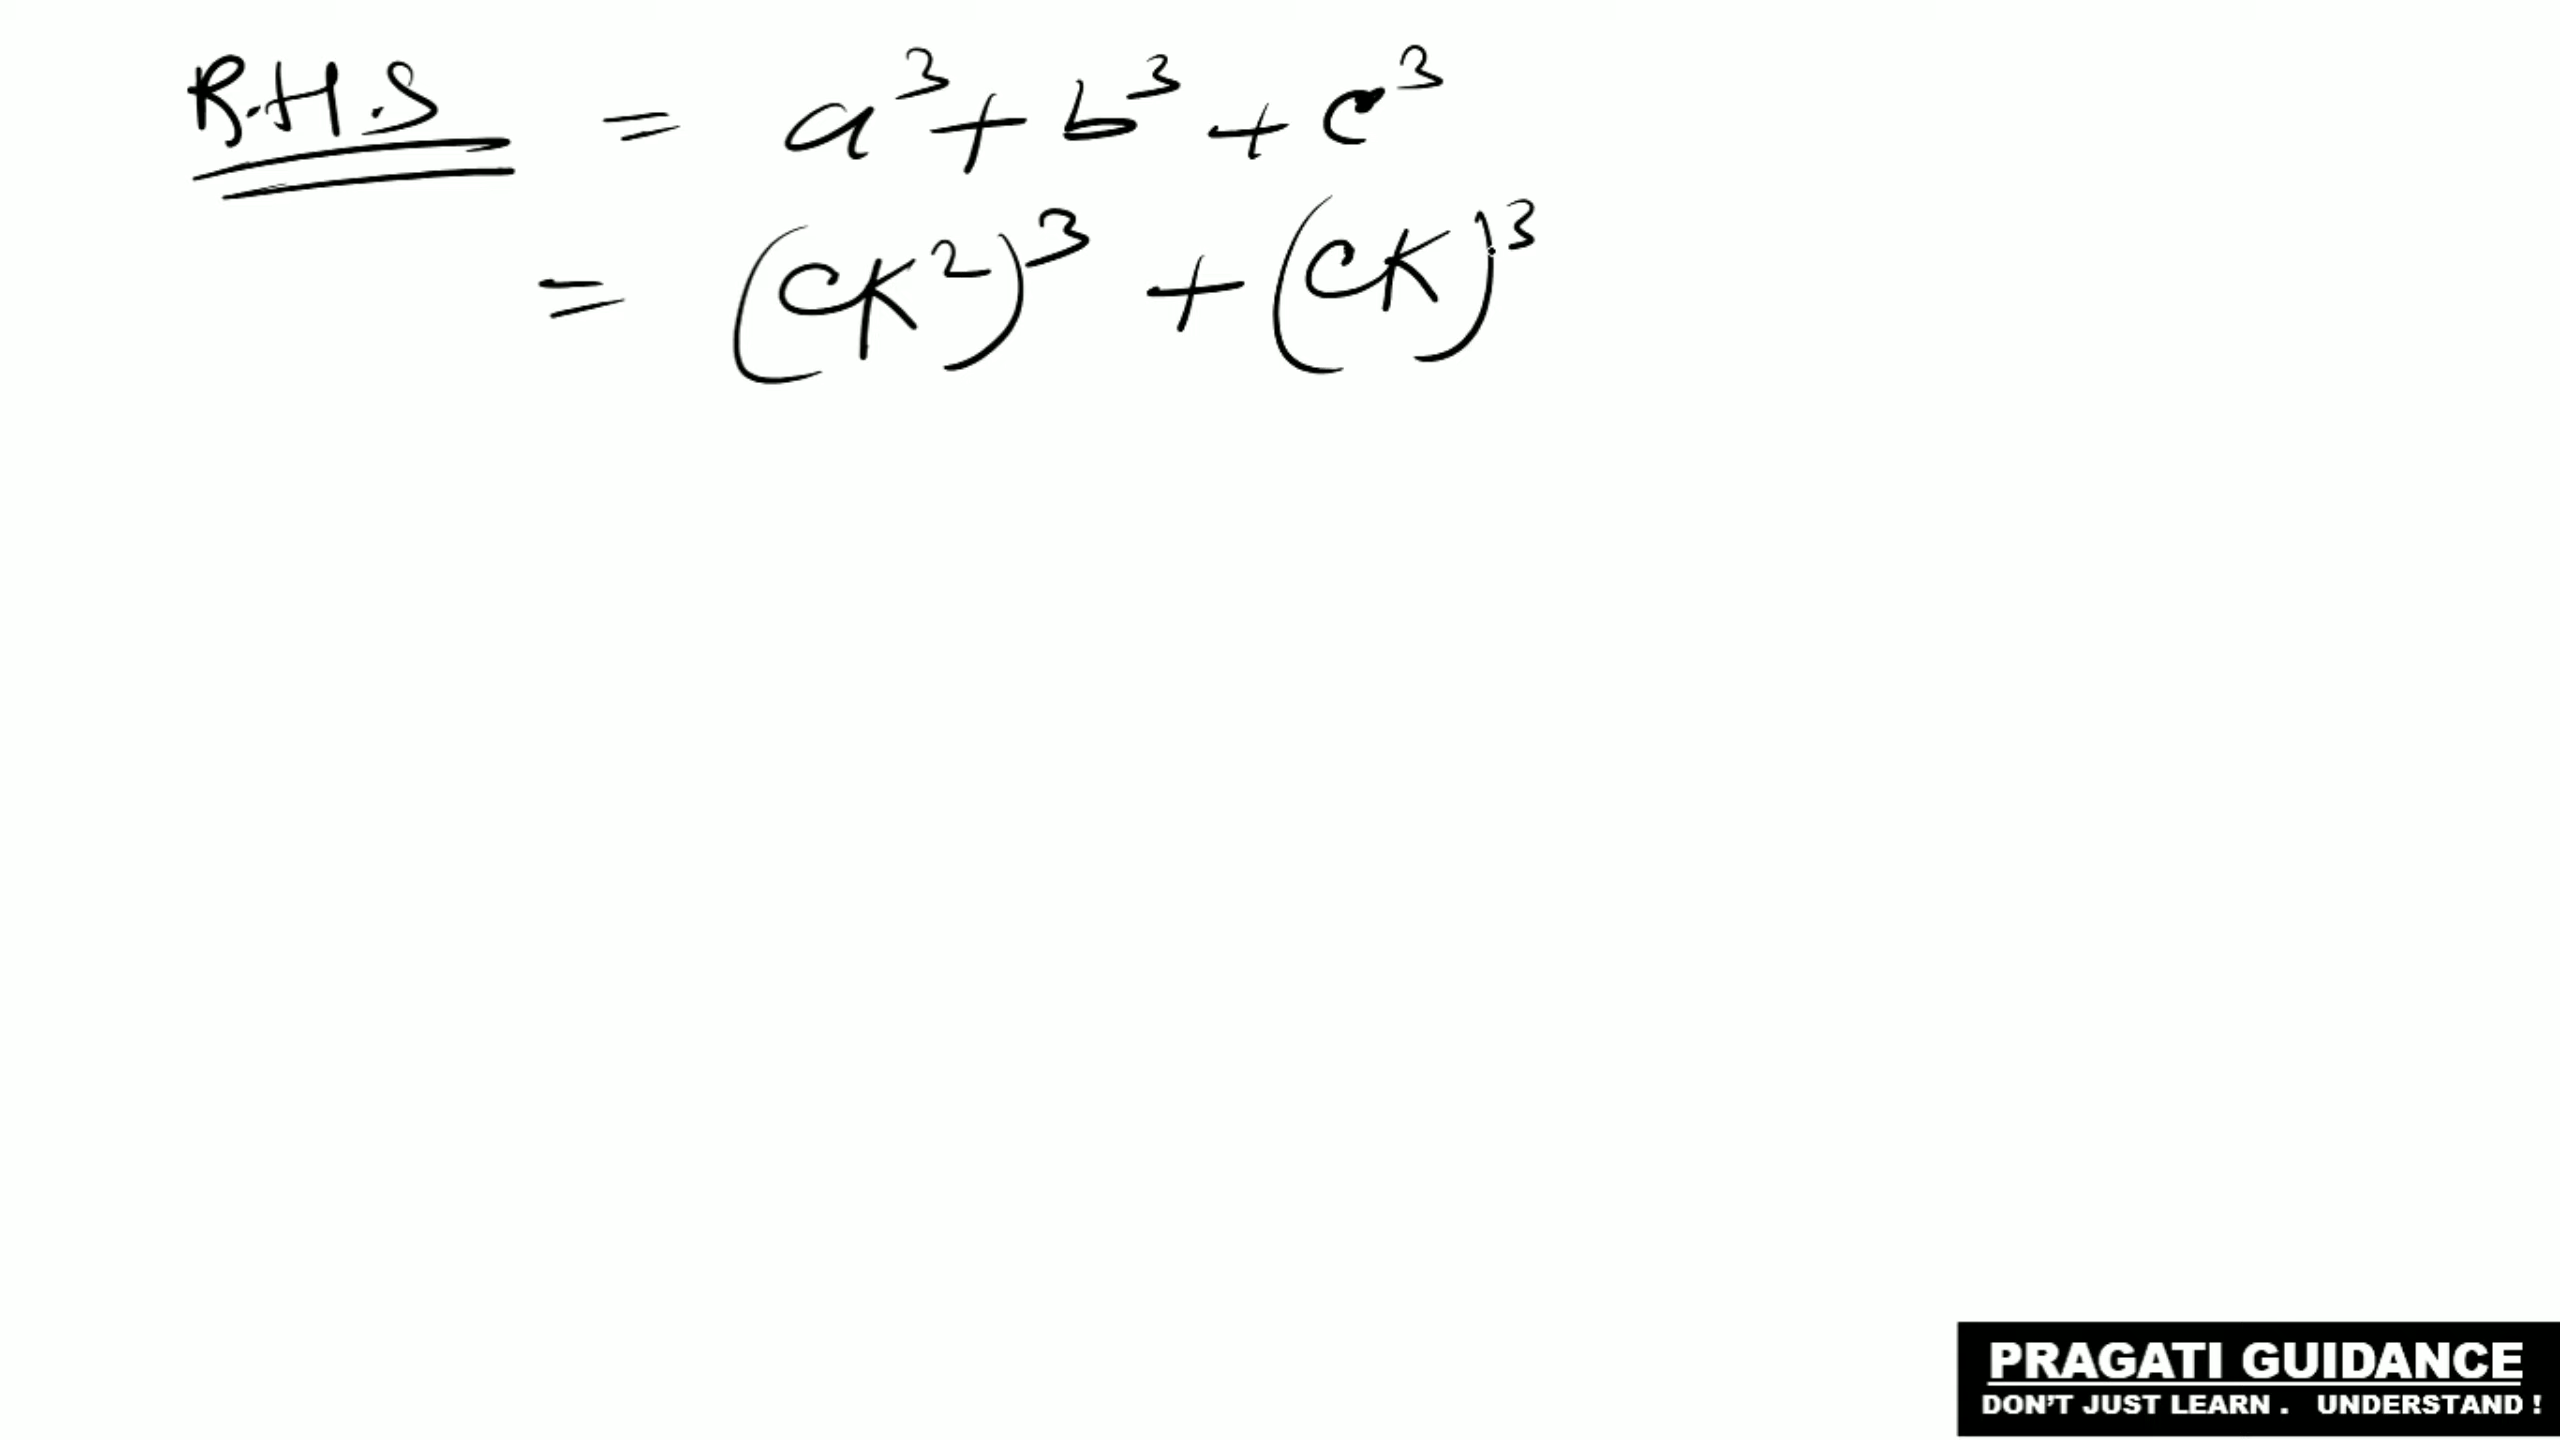 R.H.S = a³ + b³ + c³
= (CK²)³ + (CK)³
PRAGATI GUIDANCE
DON'T JUST LEARN . UNDERSTAND !